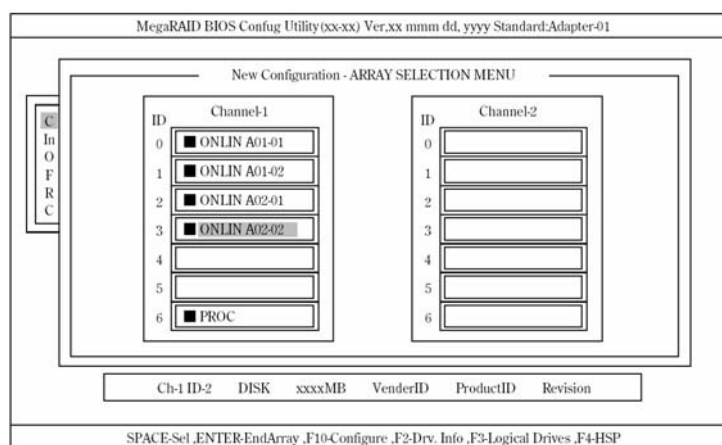 MegaRAID BIOS Confug Utility(xx-xx) Ver,xx mmm dd, yyyy Standard:Adapter-01
New Configuration - ARRAY SELECTION MENU
C
In
O
F
R
C
ID Channel-1
0 ONLIN A01-01
1 ONLIN A01-02
2 ONLIN A02-01
3 ONLIN A02-02
4
5
6 PROC
ID Channel-2
0
1
2
3
4
5
6
Ch-1 ID-2 DISK xxxxMB VenderID ProductID Revision
SPACE-Sel ,ENTER-EndArray ,F10-Configure ,F2-Drv. Info ,F3-Logical Drives ,F4-HSP